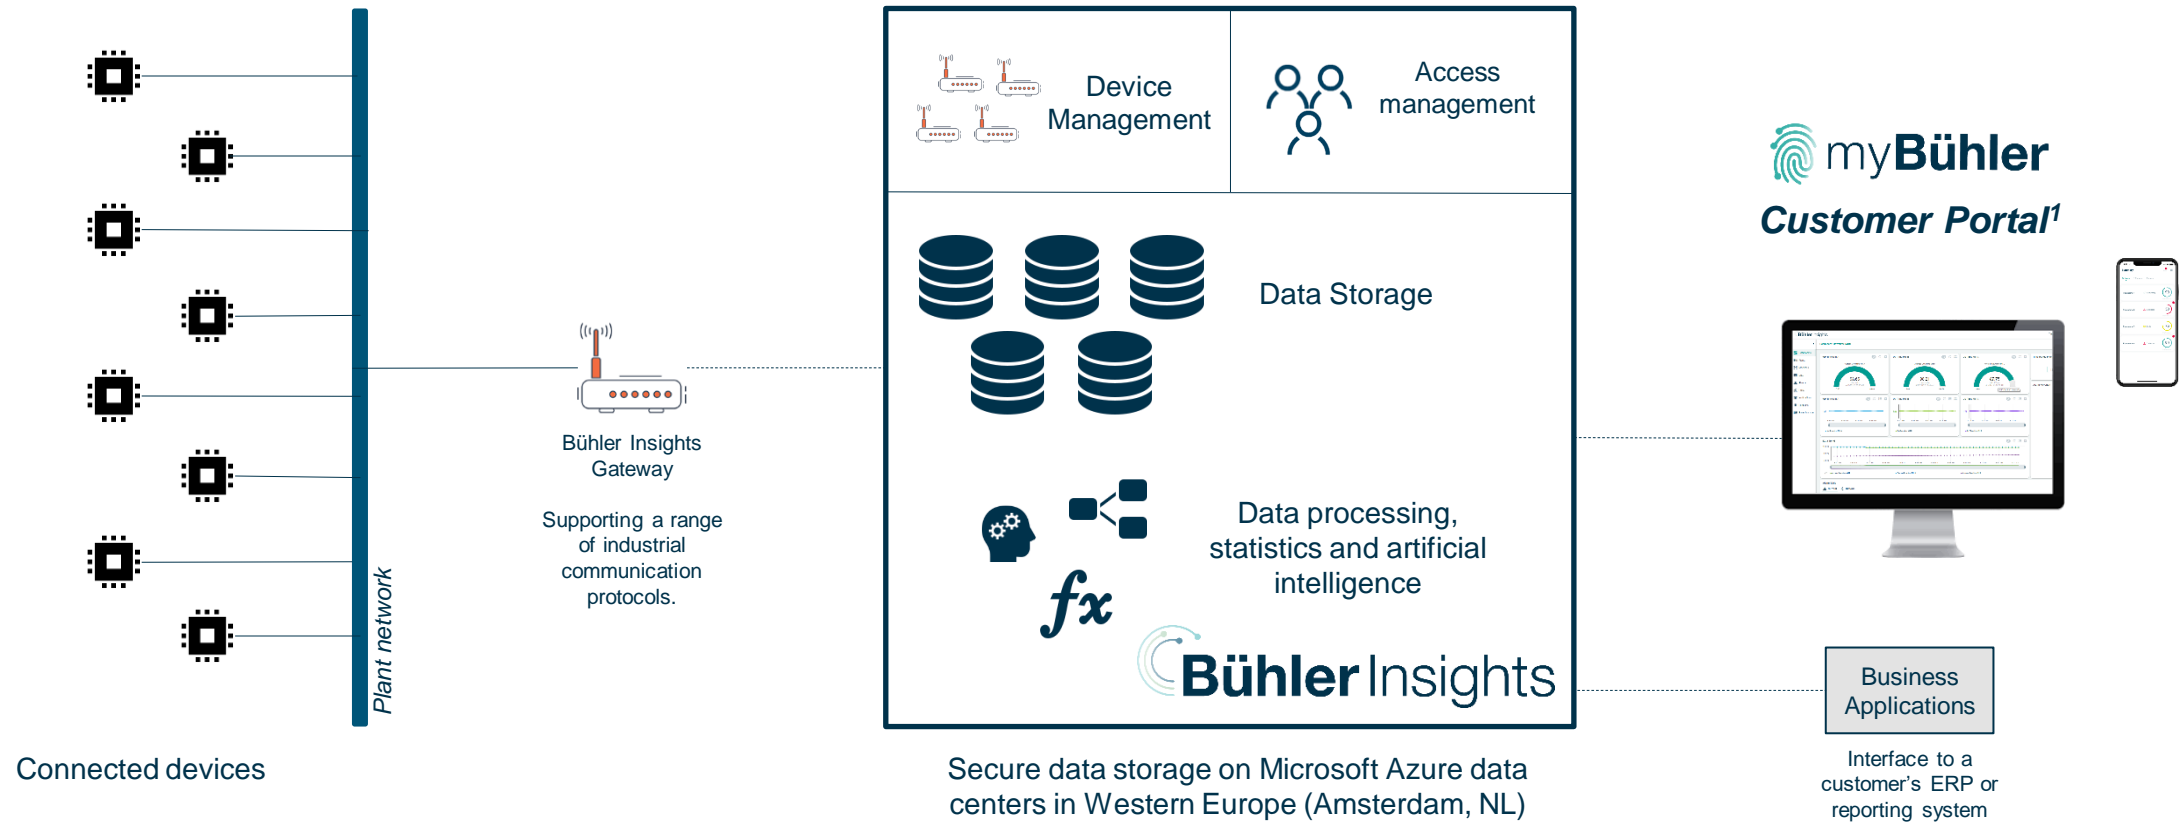 Connected devices
Plant network
Bühler Insights
Gateway
Supporting a range
of industrial
communication
protocols.
Device
Management
Access
management
Data Storage
Data processing,
statistics and artificial
intelligence
fx
Bühler Insights
Secure data storage on Microsoft Azure data
centers in Western Europe (Amsterdam, NL)
myBühler
Customer Portal¹
Business
Applications
Interface to a
customer’s ERP or
reporting system